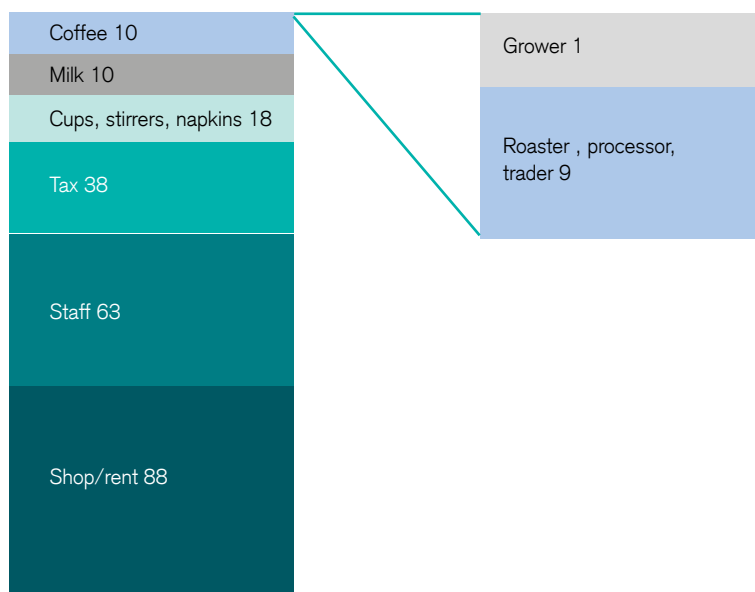 Coffee 10
Milk 10
Cups, stirrers, napkins 18
Tax 38
Staff 63
Shop/rent 88
Grower 1
Roaster , processor,
trader 9